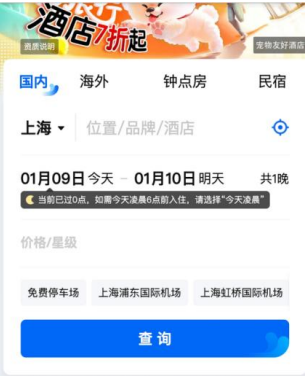 酒店7折起
资质说明
宠物友好酒店
国内 海外 钟点房 民宿
上海 位置/品牌/酒店
01月09日 今天 - 01月10日 明天 共1晚
当前已过0点，如需今天凌晨6点前入住，请选择“今天凌晨”
价格/星级
免费停车场 上海浦东国际机场 上海虹桥国际机场
查询